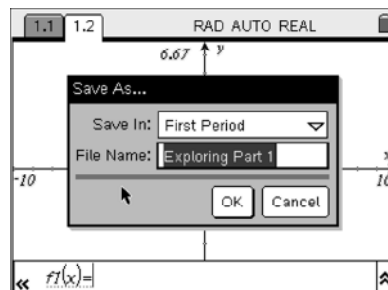 1.1 1.2 RAD AUTO REAL
6.67 y
Save As...
Save In: First Period
File Name: Exploring Part 1
-10 x 10
OK Cancel
« f1(x)=